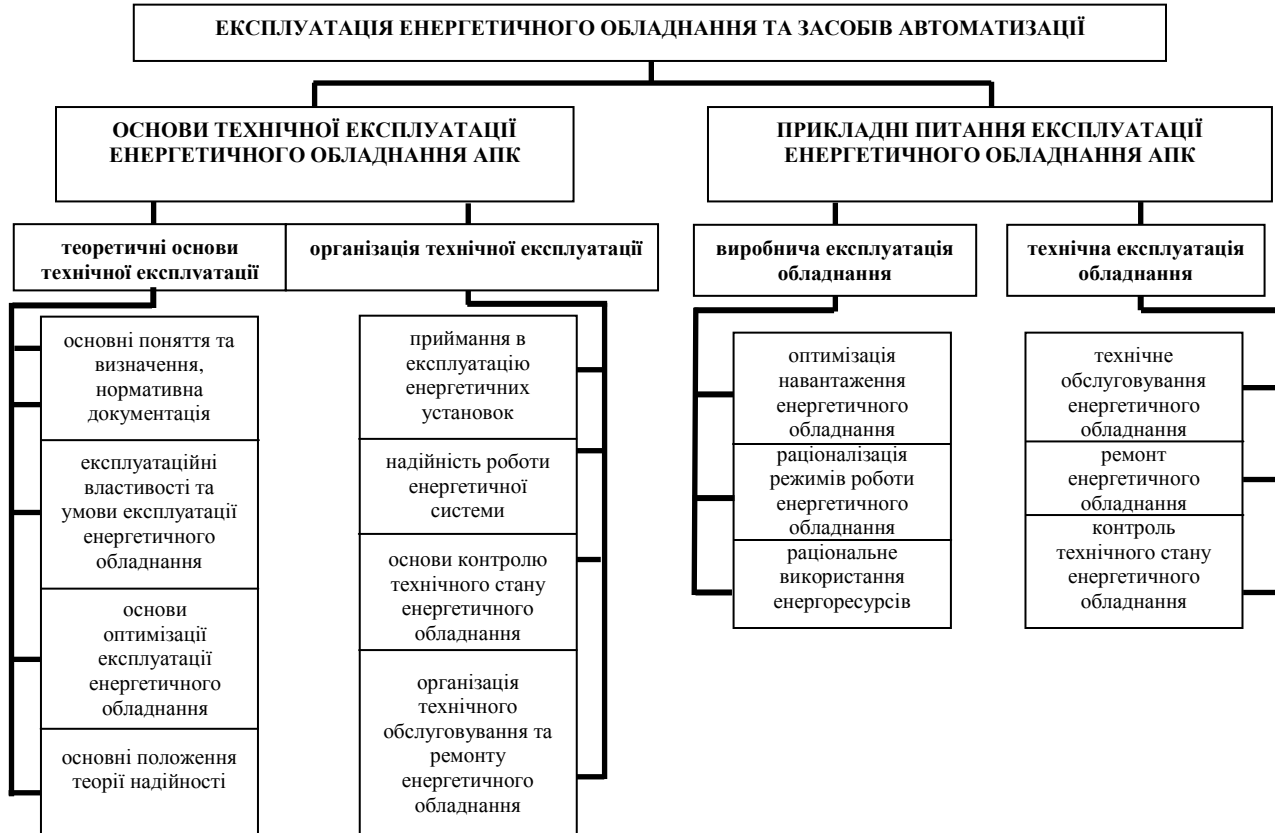 ЕКСПЛУАТАЦІЯ ЕНЕРГЕТИЧНОГО ОБЛАДНАННЯ ТА ЗАСОБІВ АВТОМАТИЗАЦІЇ
ОСНОВИ ТЕХНІЧНОЇ ЕКСПЛУАТАЦІЇ
ЕНЕРГЕТИЧНОГО ОБЛАДНАННЯ АПК
ПРИКЛАДНІ ПИТАННЯ ЕКСПЛУАТАЦІЇ
ЕНЕРГЕТИЧНОГО ОБЛАДНАННЯ АПК
теоретичні основи
технічної експлуатації
організація технічної експлуатації
виробнича експлуатація
обладнання
технічна експлуатація
обладнання
основні поняття та
визначення,
нормативна
документація
експлуатаційні
властивості та
умови експлуатації
енергетичного
обладнання
основи
оптимізації
експлуатації
енергетичного
обладнання
основні положення
теорії надійності
приймання в
експлуатацію
енергетичних
установок
надійність роботи
енергетичної
системи
основи контролю
технічного стану
енергетичного
обладнання
організація
технічного
обслуговування та
ремонту
енергетичного
обладнання
оптимізація
навантаження
енергетичного
обладнання
раціоналізація
режимів роботи
енергетичного
обладнання
раціональне
використання
енергоресурсів
технічне
обслуговування
енергетичного
обладнання
ремонт
енергетичного
обладнання
контроль
технічного стану
енергетичного
обладнання